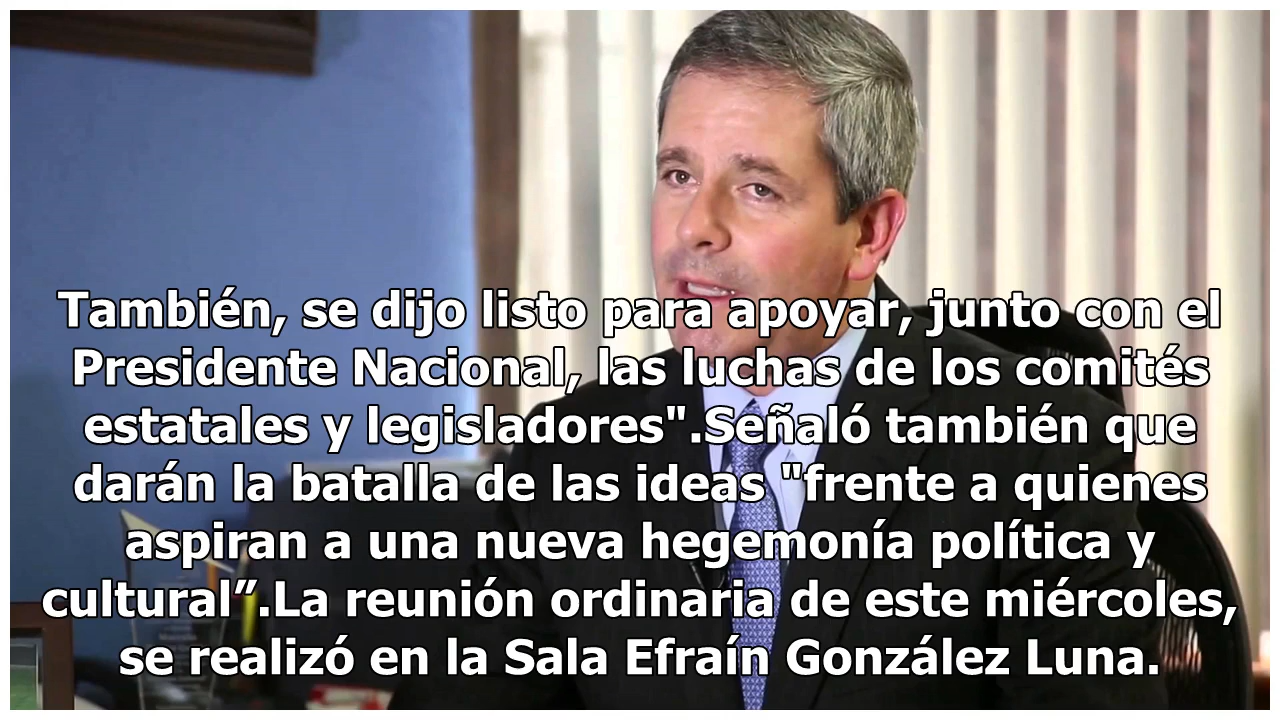 También, se dijo listo para apoyar, junto con el
Presidente Nacional, las luchas de los comités
estatales y legisladores".Señaló también que
darán la batalla de las ideas "frente a quienes
aspiran a una nueva hegemonía política y
cultural”.La reunión ordinaria de este miércoles,
se realizó en la Sala Efraín González Luna.